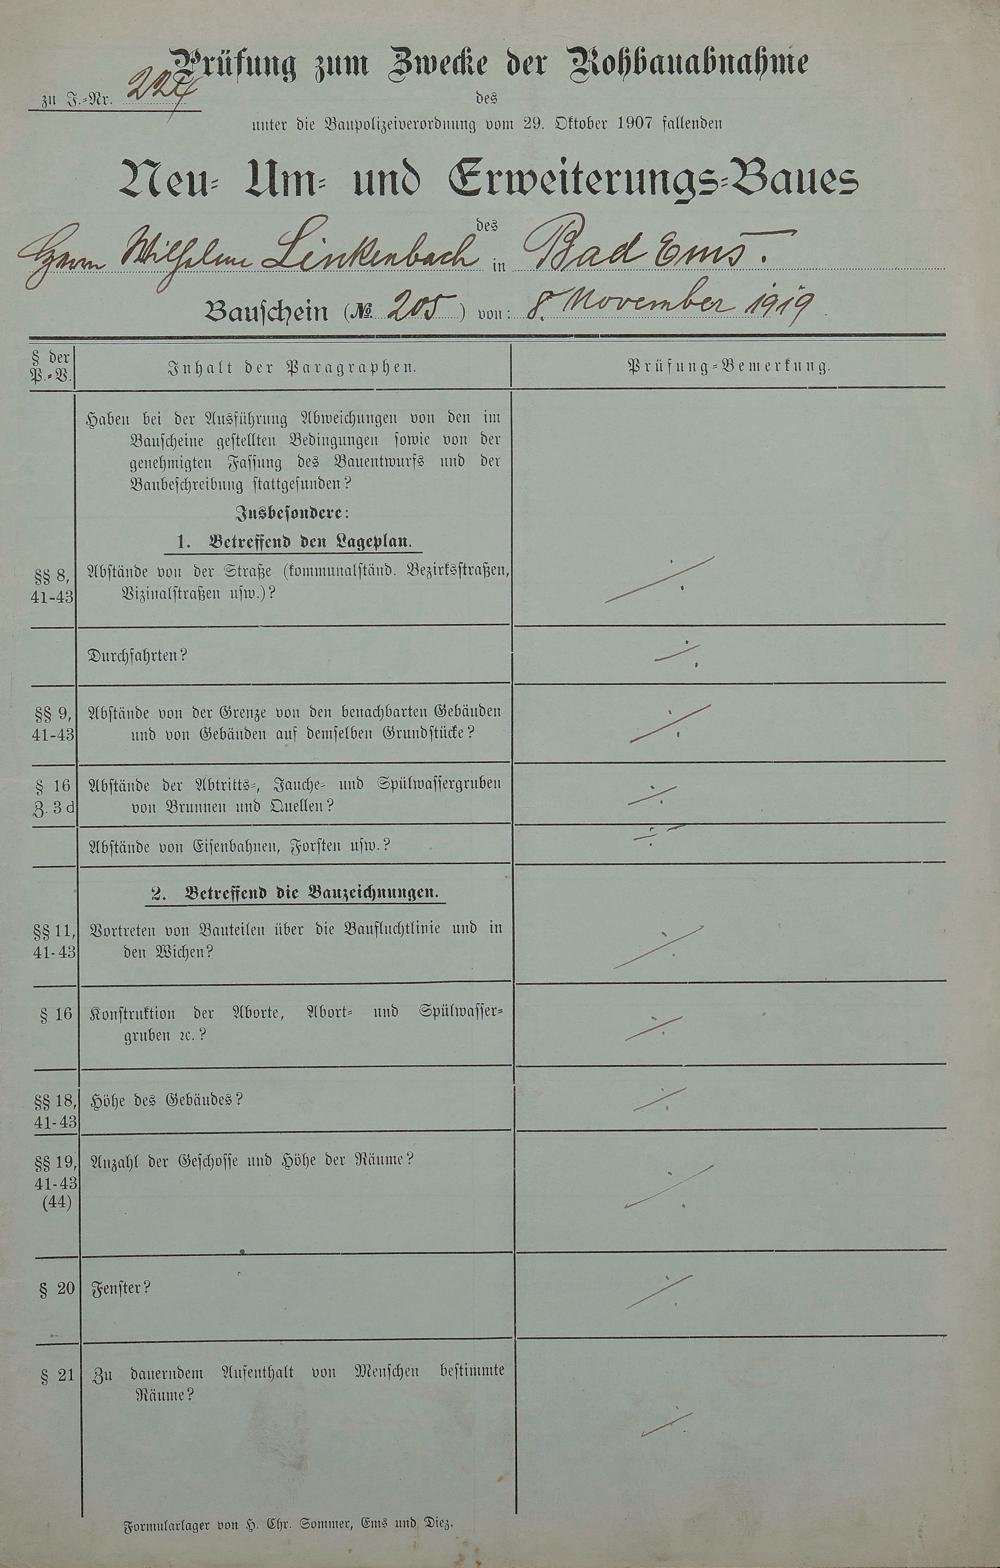 Prüfung zum Zwecke der Rohbauabnahme
zu J.-Nr. 224
des
unter die Baupolizeiverordnung vom 29. Oktober 1907 fallenden
Neu- Um- und Erweiterungs-Baues
des
Herrn Wilhelm Linkenbach in Bad Ems.
Bauschein (№ 205) von: 8. November 1919
§ der P.-V.
Inhalt der Paragraphen.
Prüfung-Bemerkung.
Haben bei der Ausführung Abweichungen von den im
Bauscheine gestellten Bedingungen sowie von der
genehmigten Fassung des Bauentwurfs und der
Baubeschreibung stattgefunden?
Insbesondere:
1. Betreffend den Lageplan.
§§ 8, Abstände von der Straße (kommunalständ. Bezirksstraßen,
41-43 Vizinalstraßen usw.)? ·/·
Durchfahrten? ·/·
§§ 9, Abstände von der Grenze von den benachbarten Gebäuden
41-43 und von Gebäuden auf demselben Grundstücke? ·/·
§ 16 Abstände der Abtritts-, Jauche- und Spülwassergruben
Z. 3 d von Brunnen und Quellen? ·/·
Abstände von Eisenbahnen, Forsten usw.? ·/·
2. Betreffend die Bauzeichnungen.
§§ 11, Vortreten von Bauteilen über die Baufluchtlinie und in
41-43 den Wichen? ·/·
§ 16 Konstruktion der Aborte, Abort- und Spülwasser-
gruben ꝛc.? ·/·
§§ 18, Höhe des Gebäudes? ·/·
41-43
§§ 19, Anzahl der Geschosse und Höhe der Räume? ·/·
41-43
(44)
§ 20 Fenster? ·/·
§ 21 Zu dauerndem Aufenthalt von Menschen bestimmte
Räume? ·/·
Formularlager von H. Chr. Sommer, Ems und Diez.